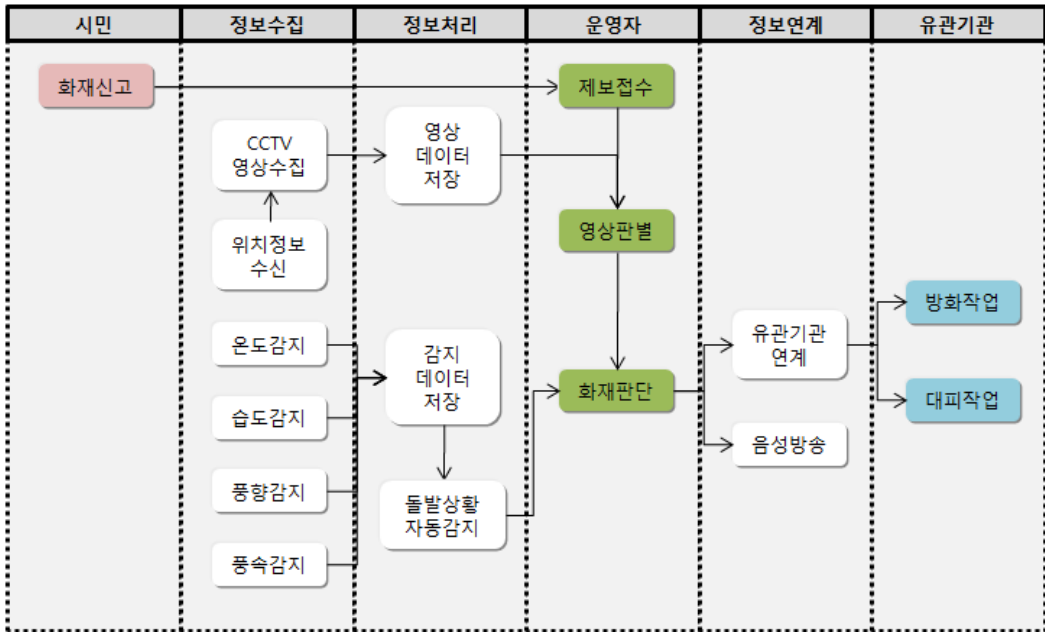 시민
정보수집
정보처리
운영자
정보연계
유관기관
화재신고
제보접수
CCTV
영상수집
영상
데이터
저장
위치정보
수신
영상판별
온도감지
습도감지
풍향감지
풍속감지
감지
데이터
저장
돌발상황
자동감지
화재판단
유관기관
연계
음성방송
방화작업
대피작업